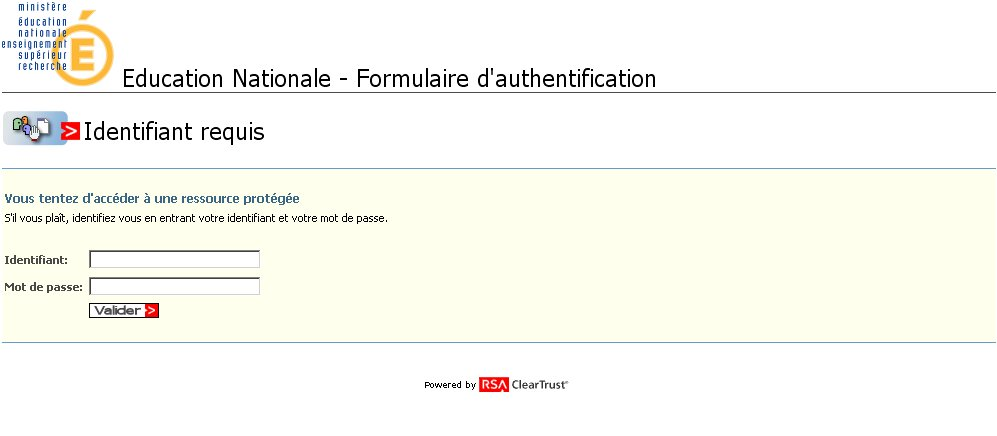 ministère
éducation
nationale
enseignement
supérieur
recherche
É
Education Nationale - Formulaire d'authentification
> Identifiant requis
Vous tentez d'accéder à une ressource protégée
S'il vous plaît, identifiez vous en entrant votre identifiant et votre mot de passe.
Identifiant:
Mot de passe:
Valider >
Powered by RSA ClearTrust®